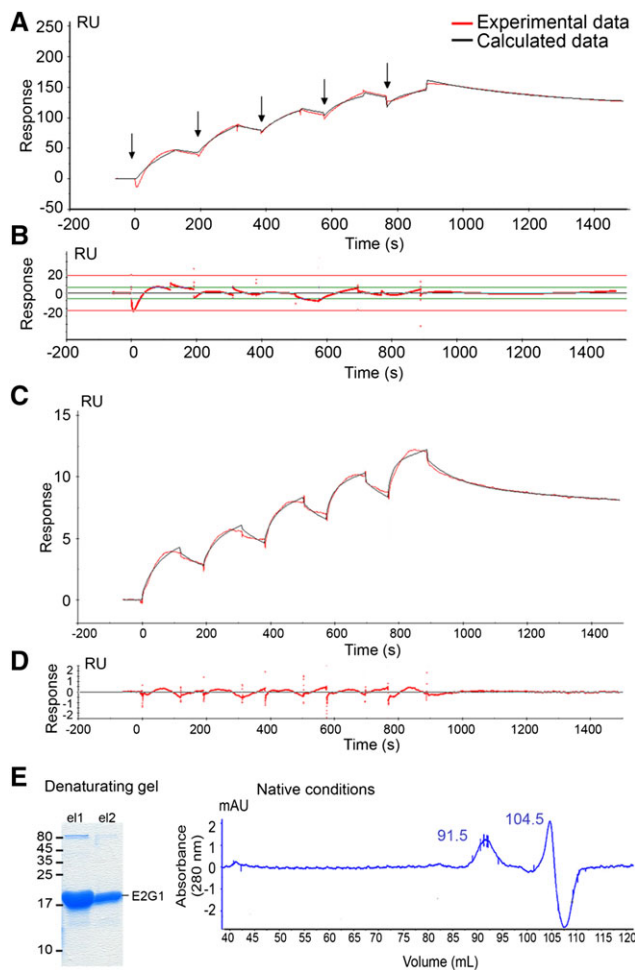 A
RU
Experimental data
Calculated data
250
200
150
100
50
0
-50
Response
-200 0 200 400 600 800 1000 1200 1400
Time (s)
B
RU
20
0
-20
Response
-200 0 200 400 600 800 1000 1200 1400
Time (s)
C
RU
15
10
5
0
Response
-200 0 200 400 600 800 1000 1200 1400
Time (s)
D
RU
2
1
0
-1
-2
Response
-200 0 200 400 600 800 1000 1200 1400
Time (s)
E
Denaturating gel
el1 el2
80
45
35
25
17
10
E2G1
Native conditions
mAU
91.5
104.5
2
1
0
-1
-2
Absorbance
(280 nm)
40 45 50 55 60 65 70 75 80 85 90 95 100 105 110 115 120
Volume (mL)